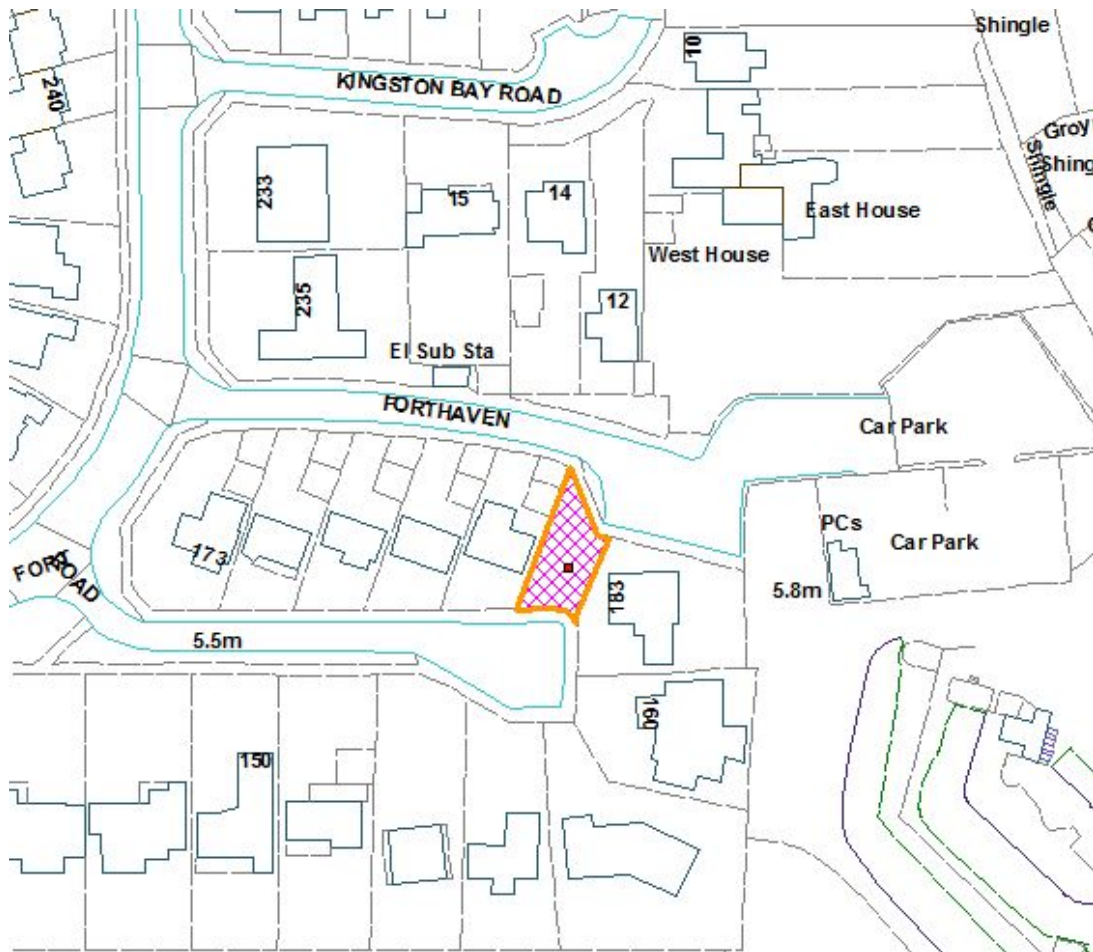 Shingle
10
240
KINGSTON BAY ROAD
Shingle
233
15
14
East House
West House
235
12
El Sub Sta
FORTHAVEN
Car Park
PCs
Car Park
173
FORT ROAD
183
5.8m
5.5m
160
150